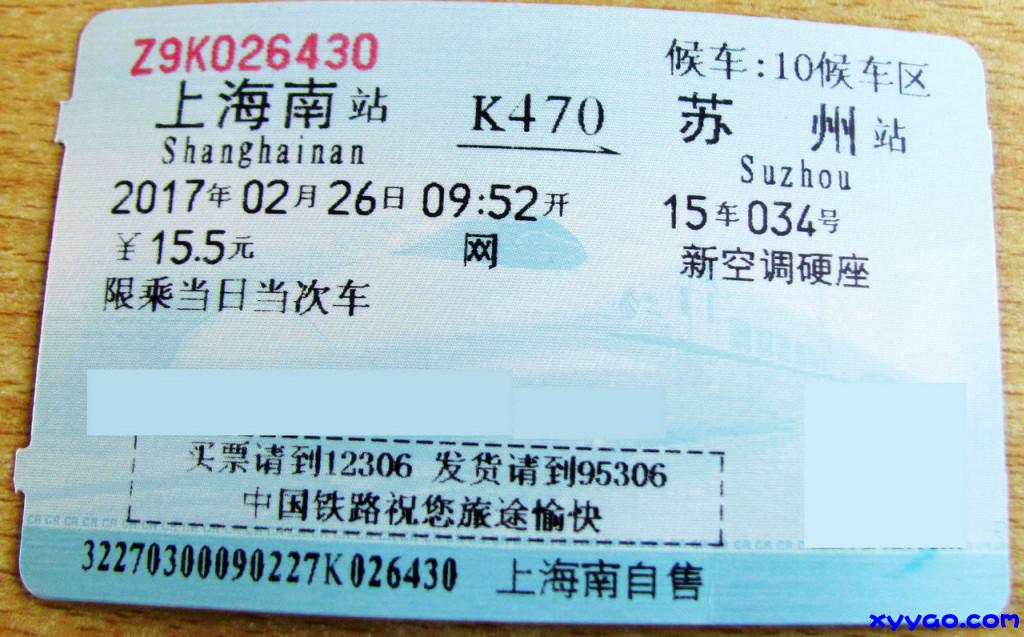 Z9K026430 候车:10候车区
上海南站 K470 苏州站
Shanghainan Suzhou
2017年02月26日 09:52开 15车034号
￥15.5元 网 新空调硬座
限乘当日当次车
买票请到12306 发货请到95306
中国铁路祝您旅途愉快
32270300090227K026430 上海南自售
xyvao.com